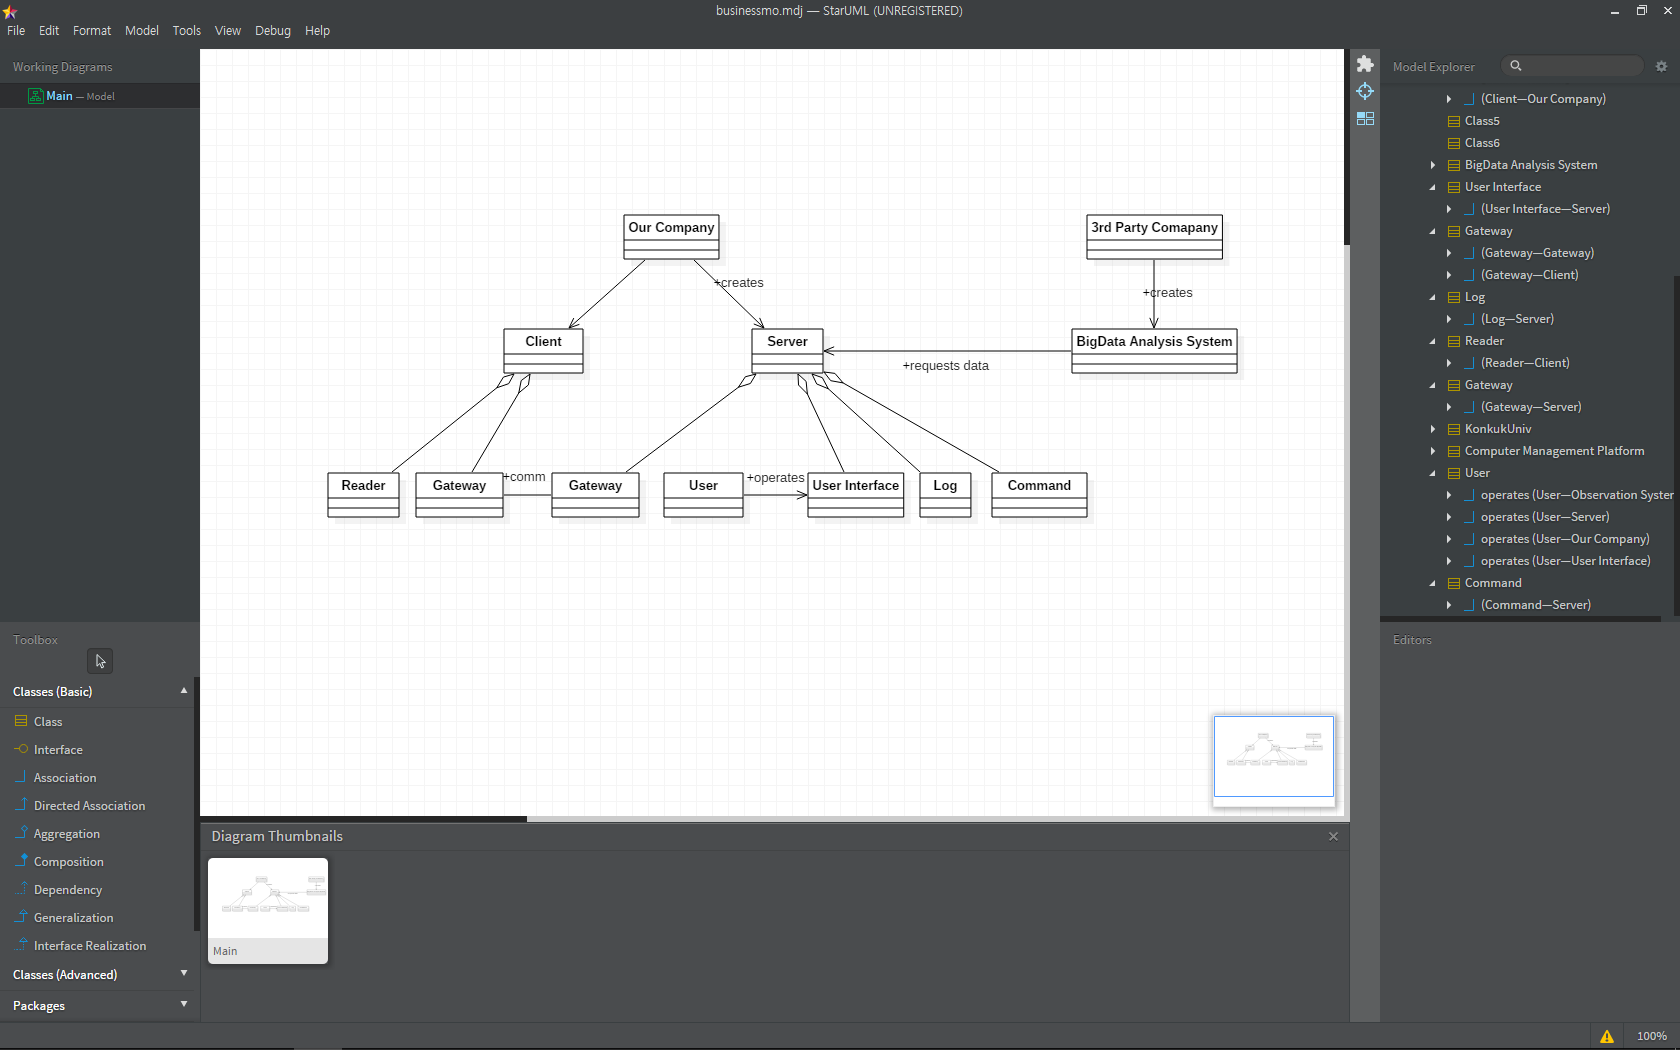 businessmo.mdj — StarUML (UNREGISTERED)
File Edit Format Model Tools View Debug Help
Working Diagrams
Main — Model
Toolbox
Classes (Basic)
Class
Interface
Association
Directed Association
Aggregation
Composition
Dependency
Generalization
Interface Realization
Classes (Advanced)
Packages
Our Company
3rd Party Comapany
+creates
+creates
Client
Server
BigData Analysis System
+requests data
Reader
Gateway
+comm
Gateway
User
+operates
User Interface
Log
Command
Diagram Thumbnails
Main
Model Explorer
(Client—Our Company)
Class5
Class6
BigData Analysis System
User Interface
(User Interface—Server)
Gateway
(Gateway—Gateway)
(Gateway—Client)
Log
(Log—Server)
Reader
(Reader—Client)
Gateway
(Gateway—Server)
KonkukUniv
Computer Management Platform
User
operates (User—Observation Syster
operates (User—Server)
operates (User—Our Company)
operates (User—User Interface)
Command
(Command—Server)
Editors
100%